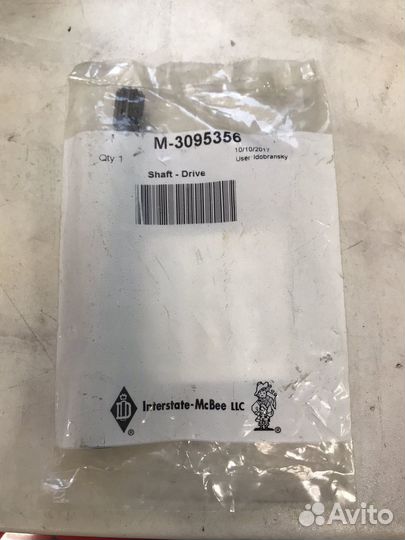 M-3095356
10/10/2017
Qty 1
User ldobransky
Shaft - Drive
Interstate-McBee LLC
®
®
Avito